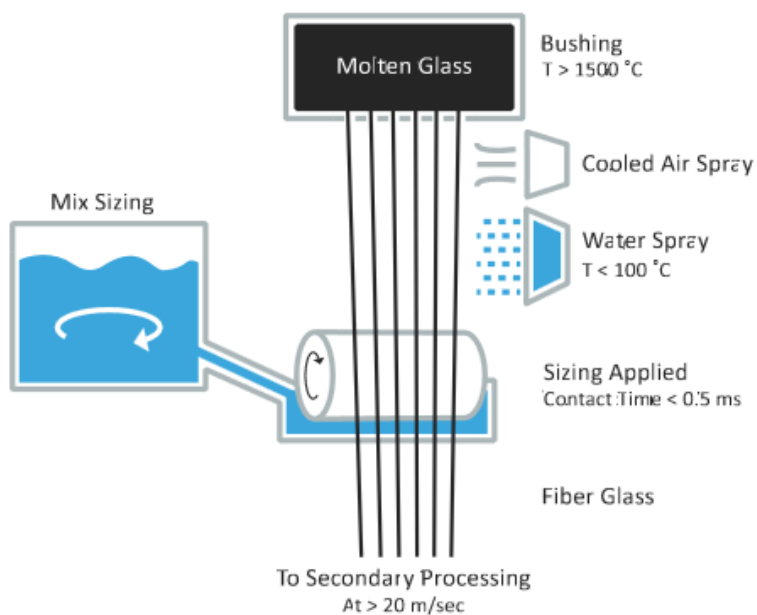 Molten Glass
Bushing
T > 1500 ˚C
Cooled Air Spray
Mix Sizing
Water Spray
T < 100 ˚C
Sizing Applied
Contact Time < 0.5 ms
Fiber Glass
To Secondary Processing
At > 20 m/sec